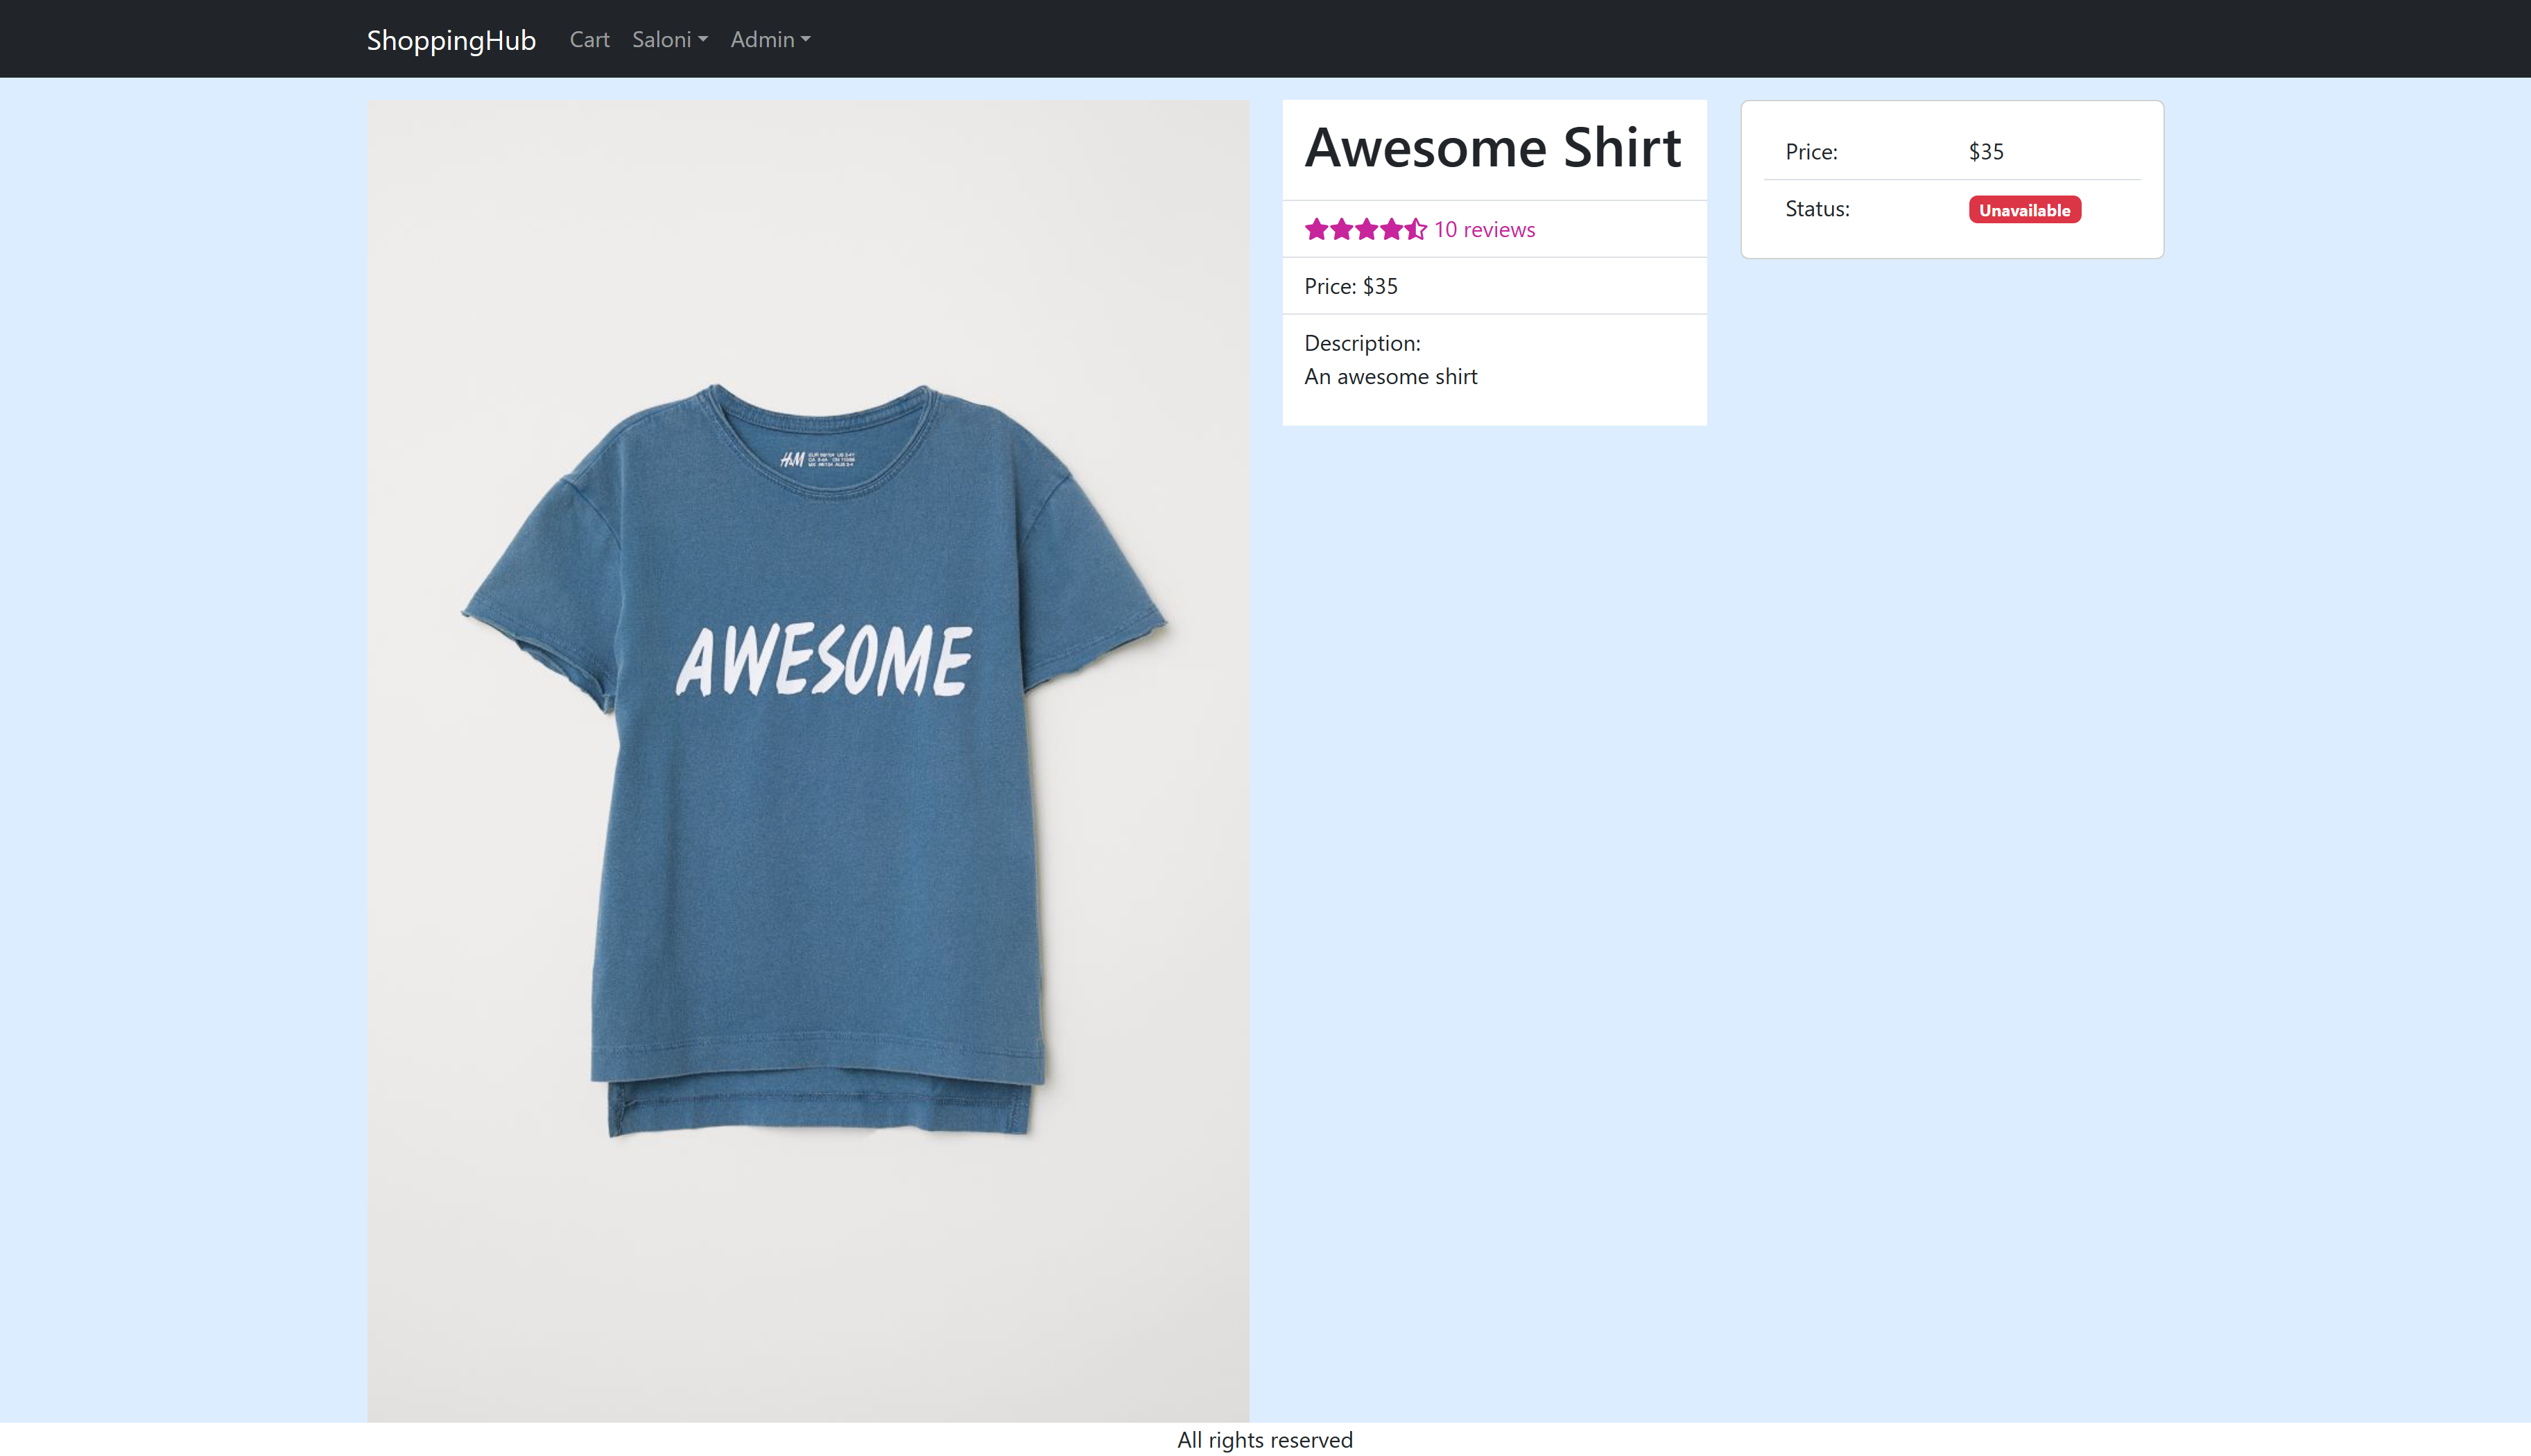 ShoppingHub Cart Saloni Admin
Awesome Shirt
10 reviews
Price: $35
Description:
An awesome shirt
Price: $35
Status: Unavailable
H&M
AWESOME
All rights reserved